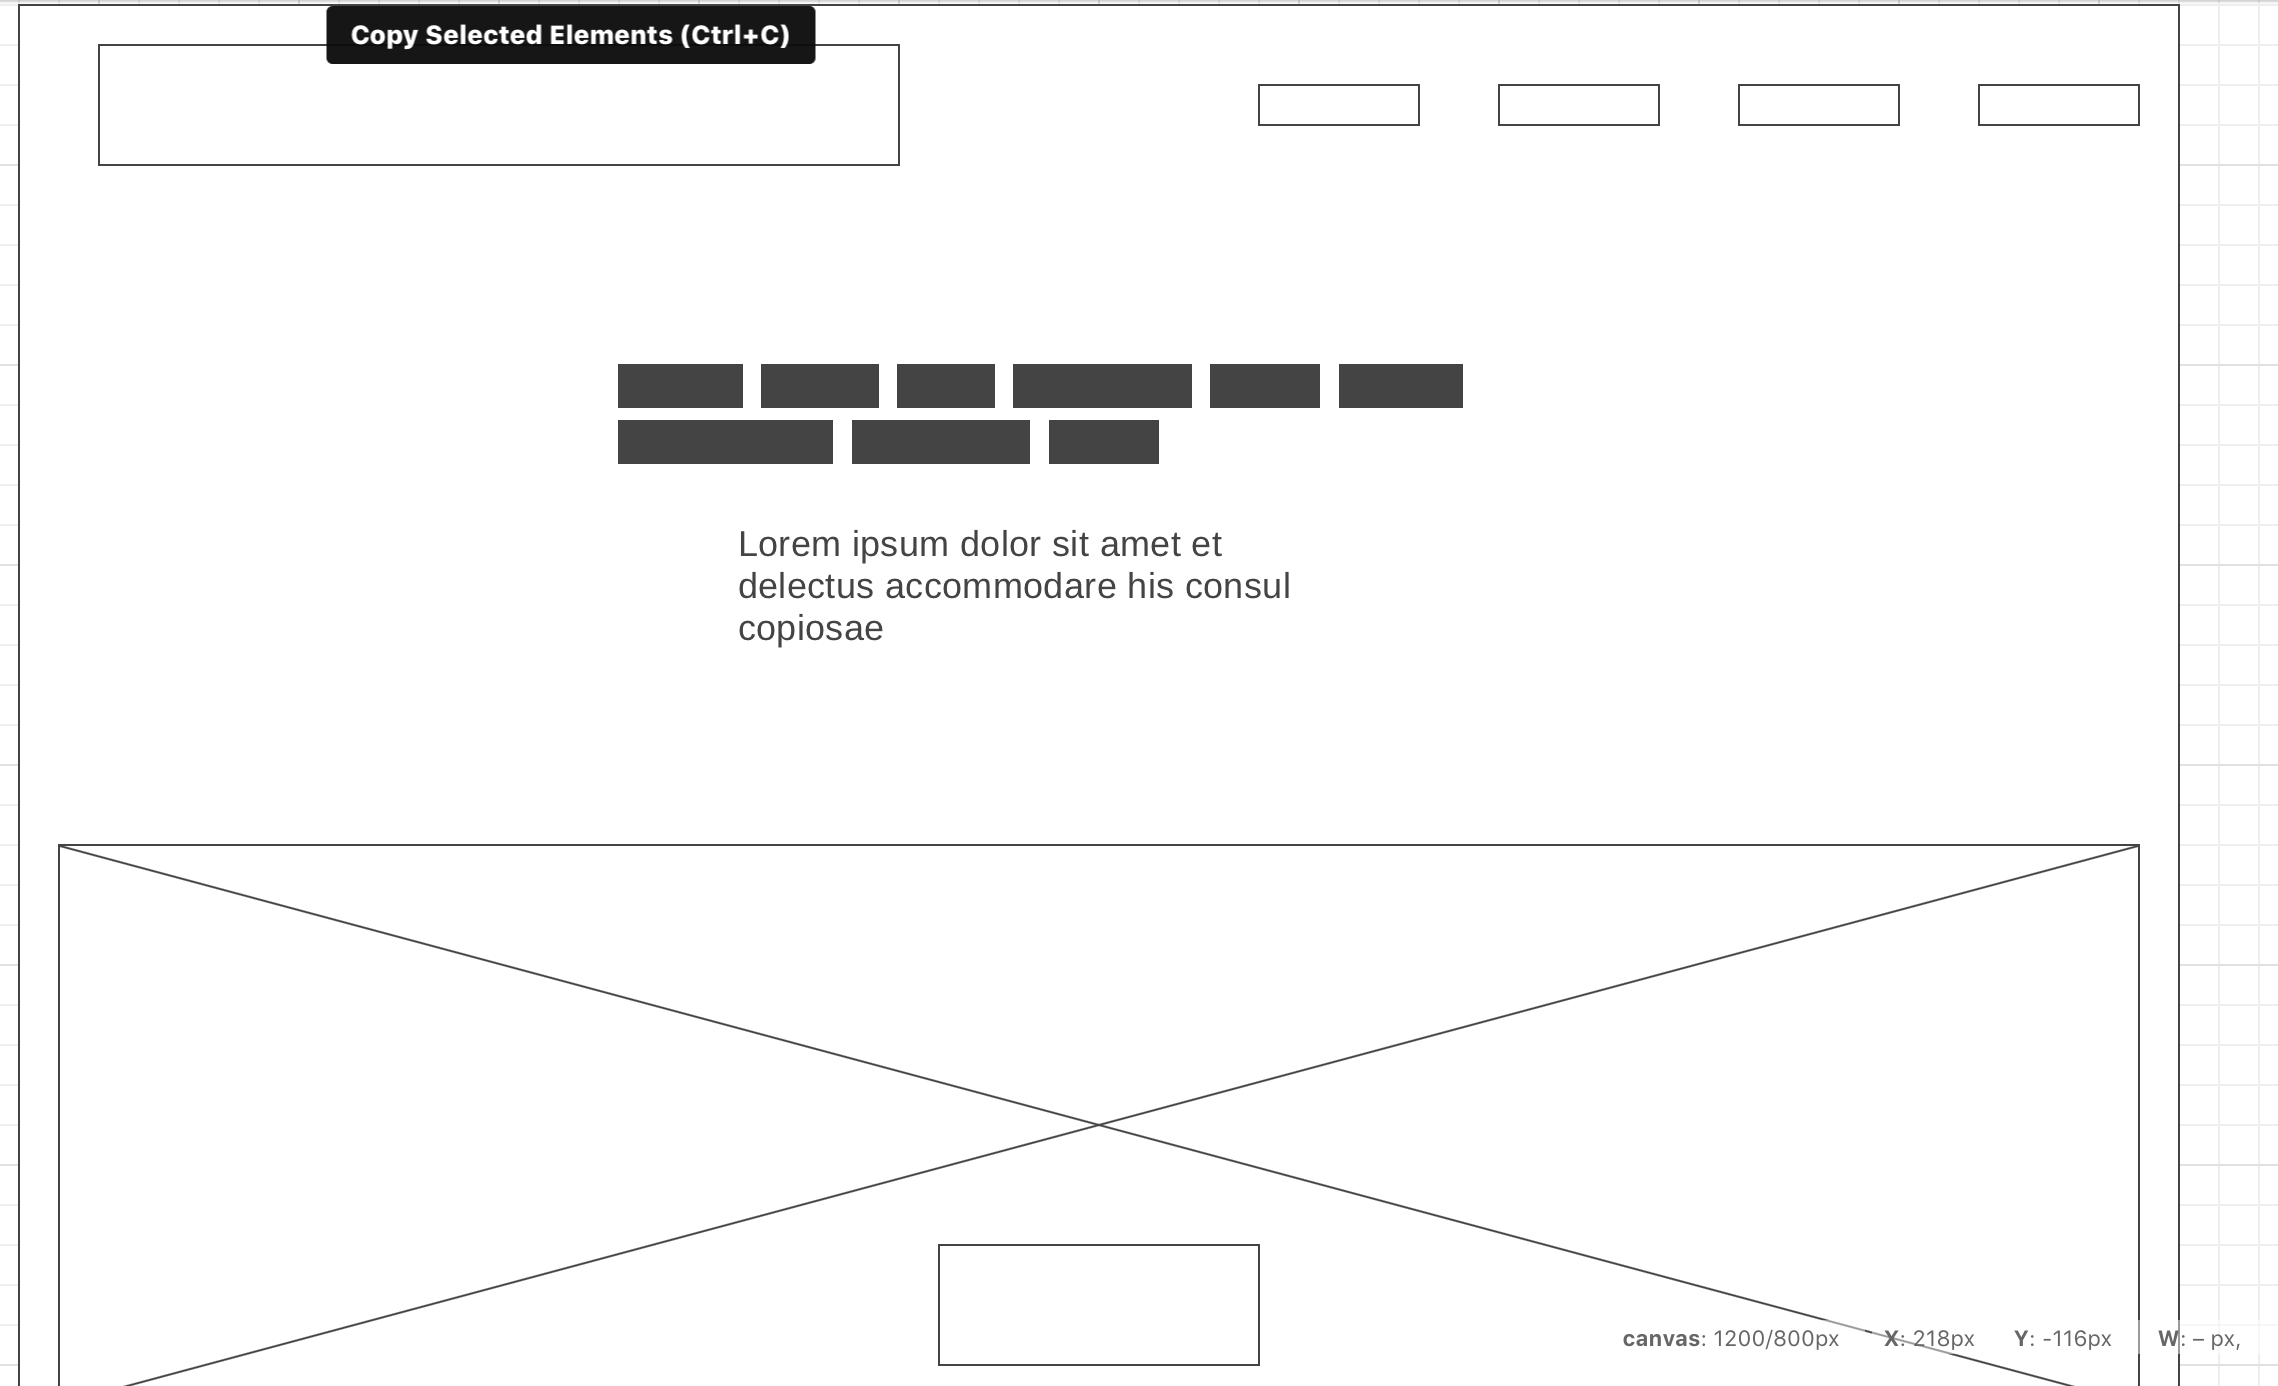 Copy Selected Elements (Ctrl+C)
Lorem ipsum dolor sit amet et
delectus accommodare his consul
copiosae
canvas: 1200/800px X: 218px Y: -116px W: – px,